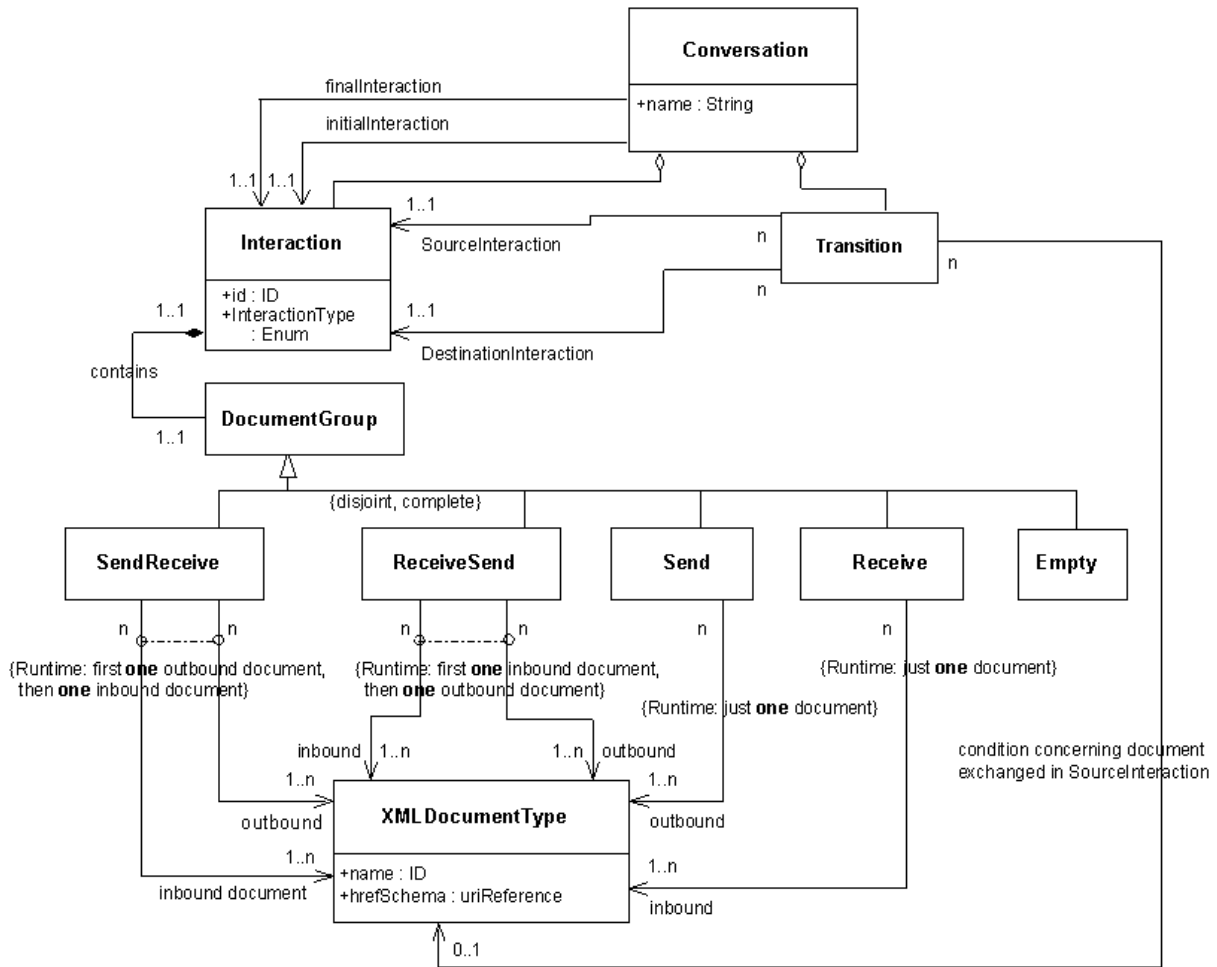 Conversation
finalInteraction
+name : String
initialInteraction
1..1 1..1
1..1
Interaction
SourceInteraction
n
Transition
n
+id : ID
+InteractionType
: Enum
1..1
1..1
n
DestinationInteraction
contains
DocumentGroup
1..1
{disjoint, complete}
SendReceive
ReceiveSend
Send
Receive
Empty
n
n
n
n
n
n
{Runtime: first one outbound document,
then one inbound document}
{Runtime: first one inbound document,
then one outbound document}
{Runtime: just one document}
{Runtime: just one document}
inbound
1..n
1..n
outbound
condition concerning document
exchanged in SourceInteraction
1..n
outbound
XMLDocumentType
1..n
outbound
1..n
inbound document
+name : ID
+hrefSchema : uriReference
1..n
inbound
0..1